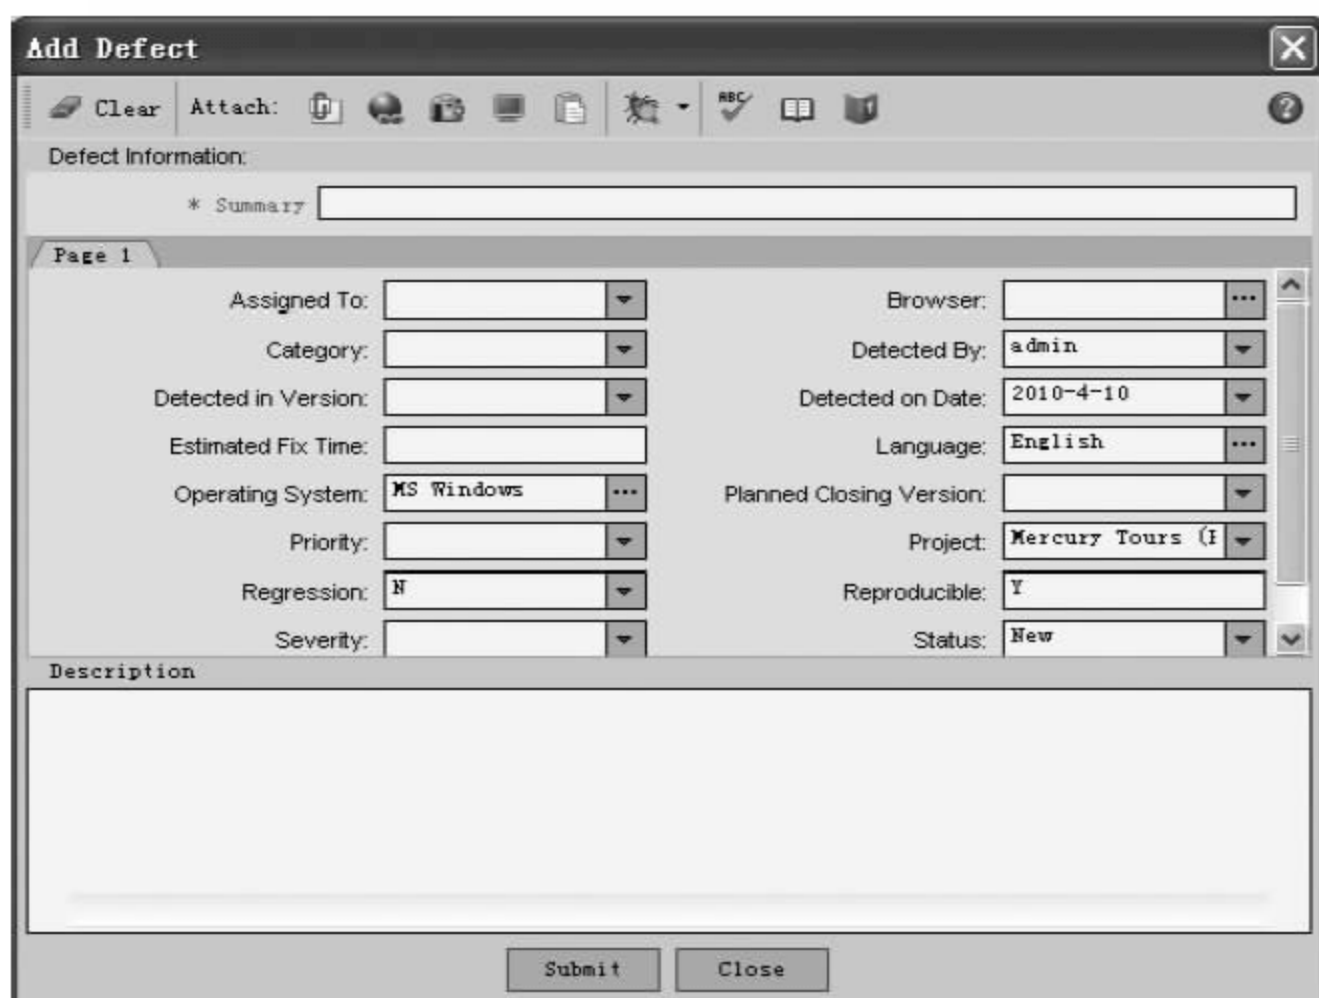 Add Defect
Clear Attach: ABC
Defect Information:
* Summary
Page 1
Assigned To: Browser:
Category: Detected By: admin
Detected in Version: Detected on Date: 2010-4-10
Estimated Fix Time: Language: English
Operating System: MS Windows Planned Closing Version:
Priority: Project: Mercury Tours (
Regression: N Reproducible: Y
Severity: Status: New
Description
Submit Close